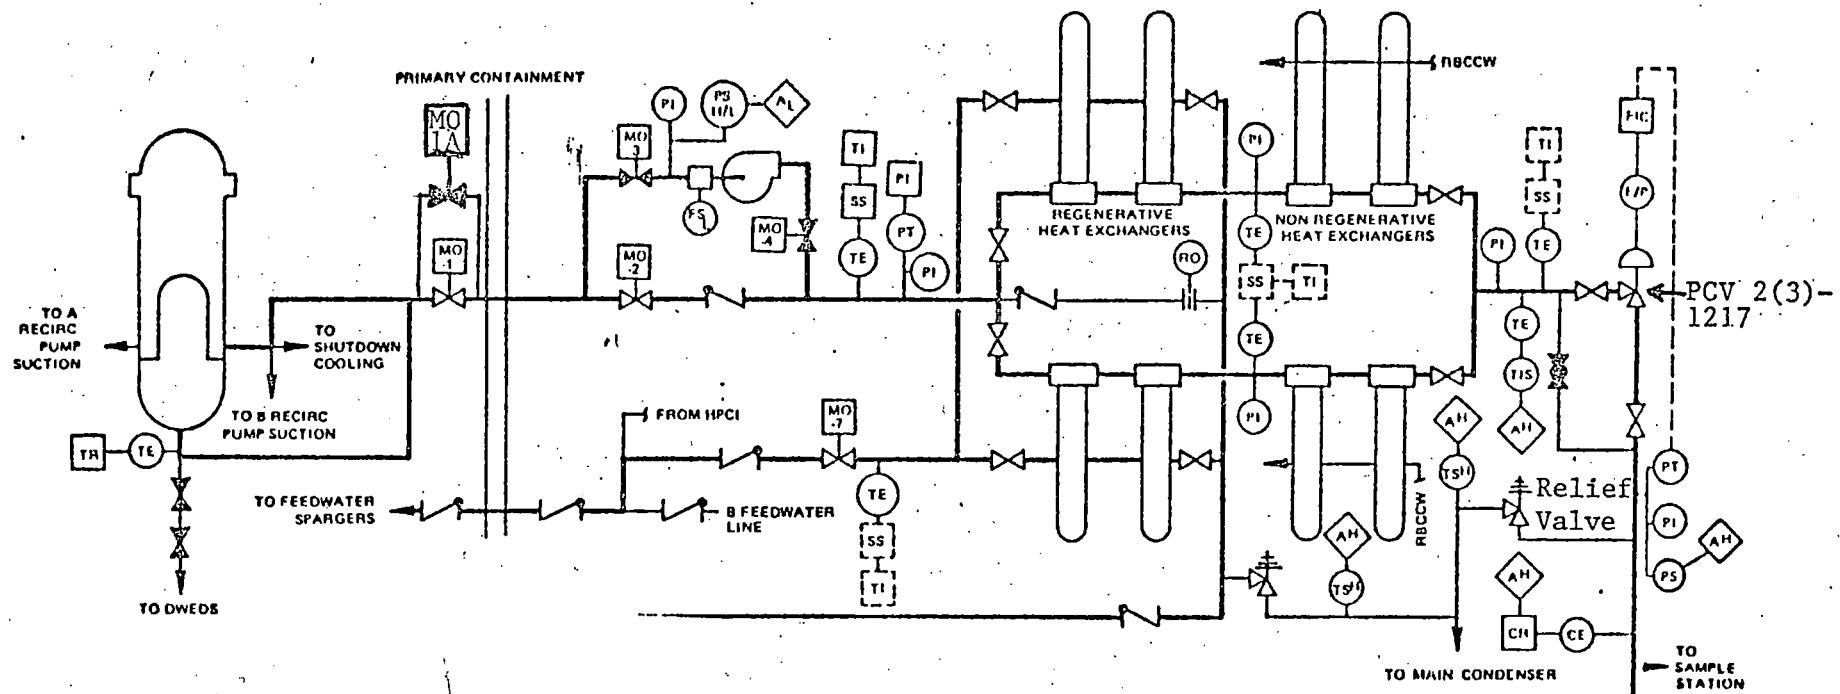 PRIMARY CONTAINMENT
MO
1A
MO
-1
TO A
RECIRC
PUMP
SUCTION
TO
SHUTDOWN
COOLING
TO B RECIRC
PUMP SUCTION
TR
TE
TO DWEDS
TO FEEDWATER
SPARGERS
MO
-3
PI
PS
H/L
AL
FS
MO
-4
MO
-2
TI
SS
TE
PI
PT
PI
FROM HPCI
MO
-7
B FEEDWATER
LINE
TE
SS
TI
REGENERATIVE
HEAT EXCHANGERS
RO
NON REGENERATIVE
HEAT EXCHANGERS
RBCCW
PI
TE
SS
TI
TE
PI
RBCCW
PI
TI
SS
TE
TE
TIS
AH
FIC
PCV 2(3)-
1217
AH
TSH
AH
TSH
Relief
Valve
PT
PI
PS
AH
AH
CE
TO MAIN CONDENSER
TO
SAMPLE
STATION